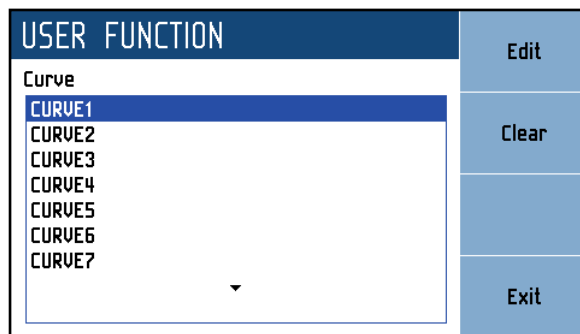 USER FUNCTION
Curve
CURVE1
CURVE2
CURVE3
CURVE4
CURVE5
CURVE6
CURVE7
Edit
Clear
Exit